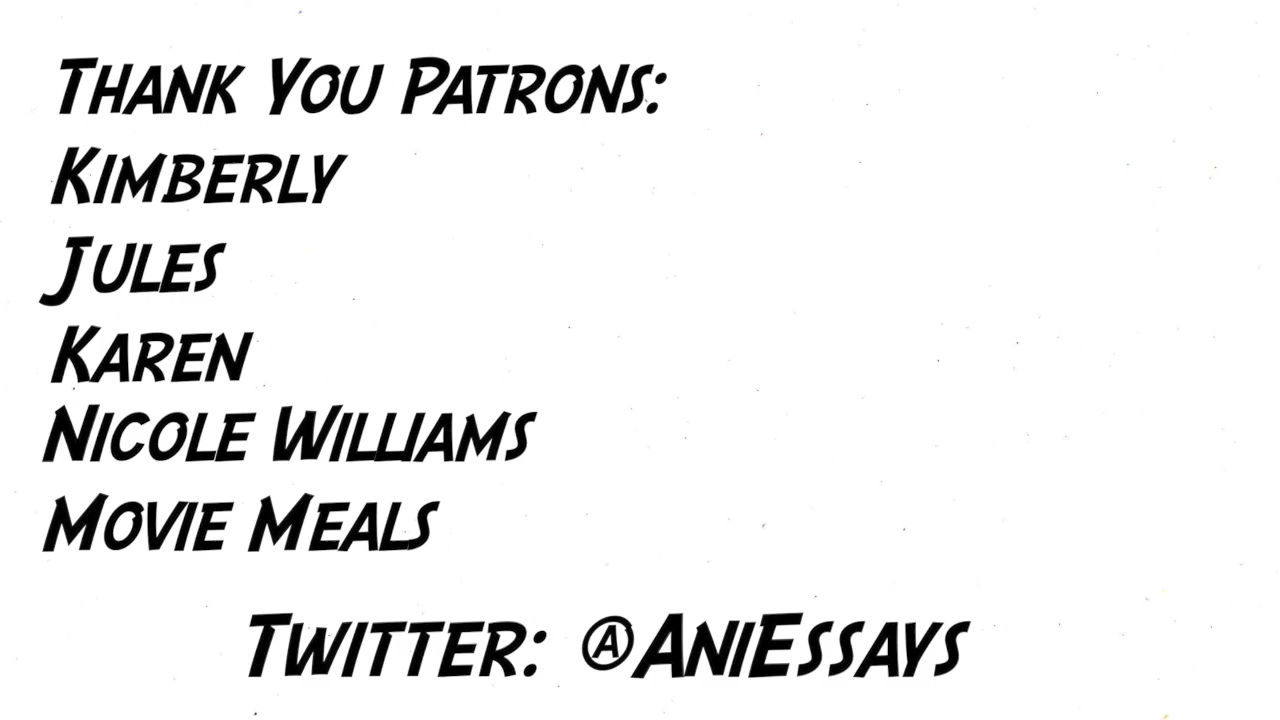 Thank You Patrons:
Kimberly
Jules
Karen
Nicole Williams
Movie Meals
Twitter: @AniEssays